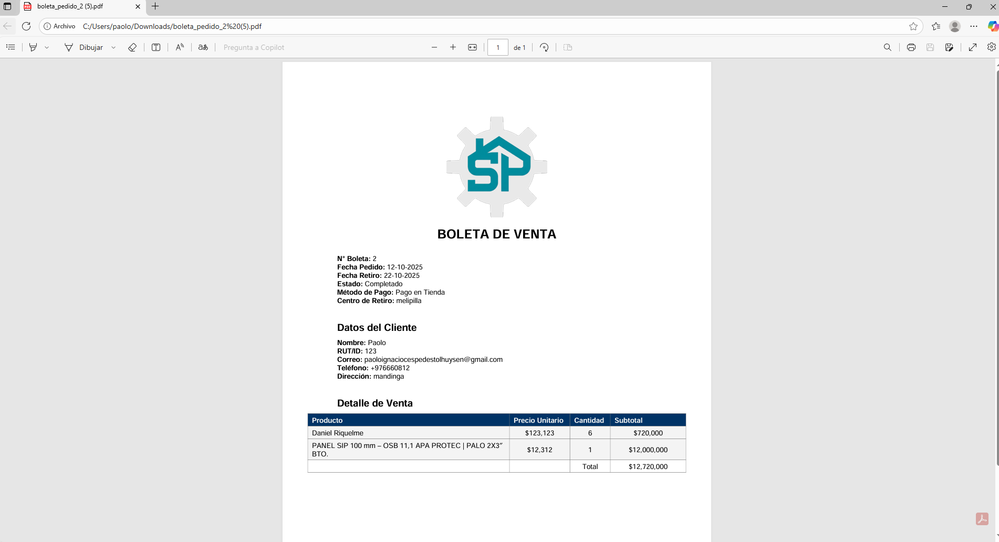 boleta_pedido_2 (5).pdf
Archivo C:/Users/paolo/Downloads/boleta_pedido_2%20(5).pdf
Dibujar Pregunta a Copilot 1 de 1
SP
BOLETA DE VENTA
N° Boleta: 2
Fecha Pedido: 12-10-2025
Fecha Retiro: 22-10-2025
Estado: Completado
Método de Pago: Pago en Tienda
Centro de Retiro: melipilla
Datos del Cliente
Nombre: Paolo
RUT/ID: 123
Correo: paoloignaciocespedestolhuysen@gmail.com
Teléfono: +976660812
Dirección: mandinga
Detalle de Venta
Producto Precio Unitario Cantidad Subtotal
Daniel Riquelme $123,123 6 $720,000
PANEL SIP 100 mm – OSB 11,1 APA PROTEC | PALO 2X3″
BTO. $12,312 1 $12,000,000
Total $12,720,000